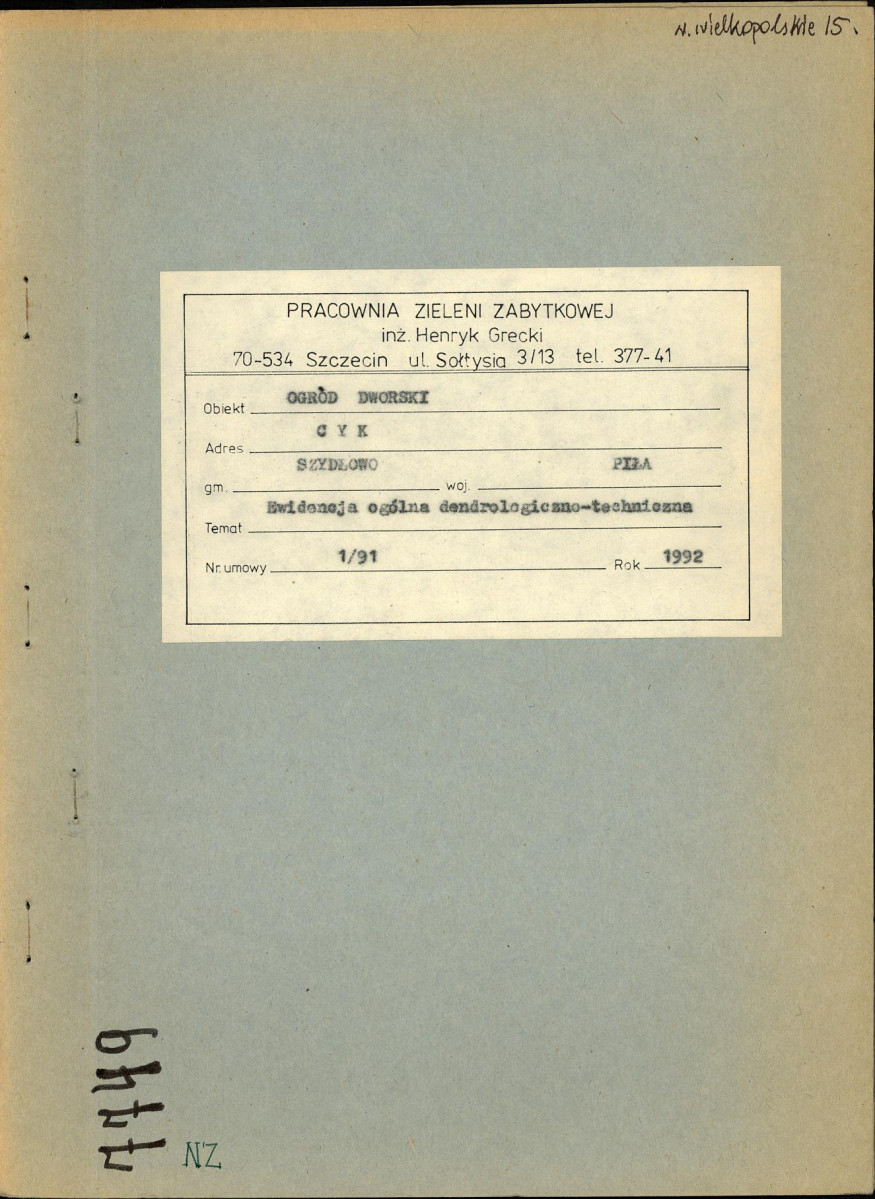 w. wielkopolskie 15.
PRACOWNIA ZIELENI ZABYTKOWEJ
inż. Henryk Grecki
70-534 Szczecin ul. Sołtysia 3/13 tel. 377-41
Obiekt OGRÒD DWORSKI
Adres C Y K
gm. SZYDŁOWO woj. PIŁA
Temat Ewidencja ogólna dendrologiczno-techniczna
Nr. umowy 1/91 Rok 1992
7749
NZ